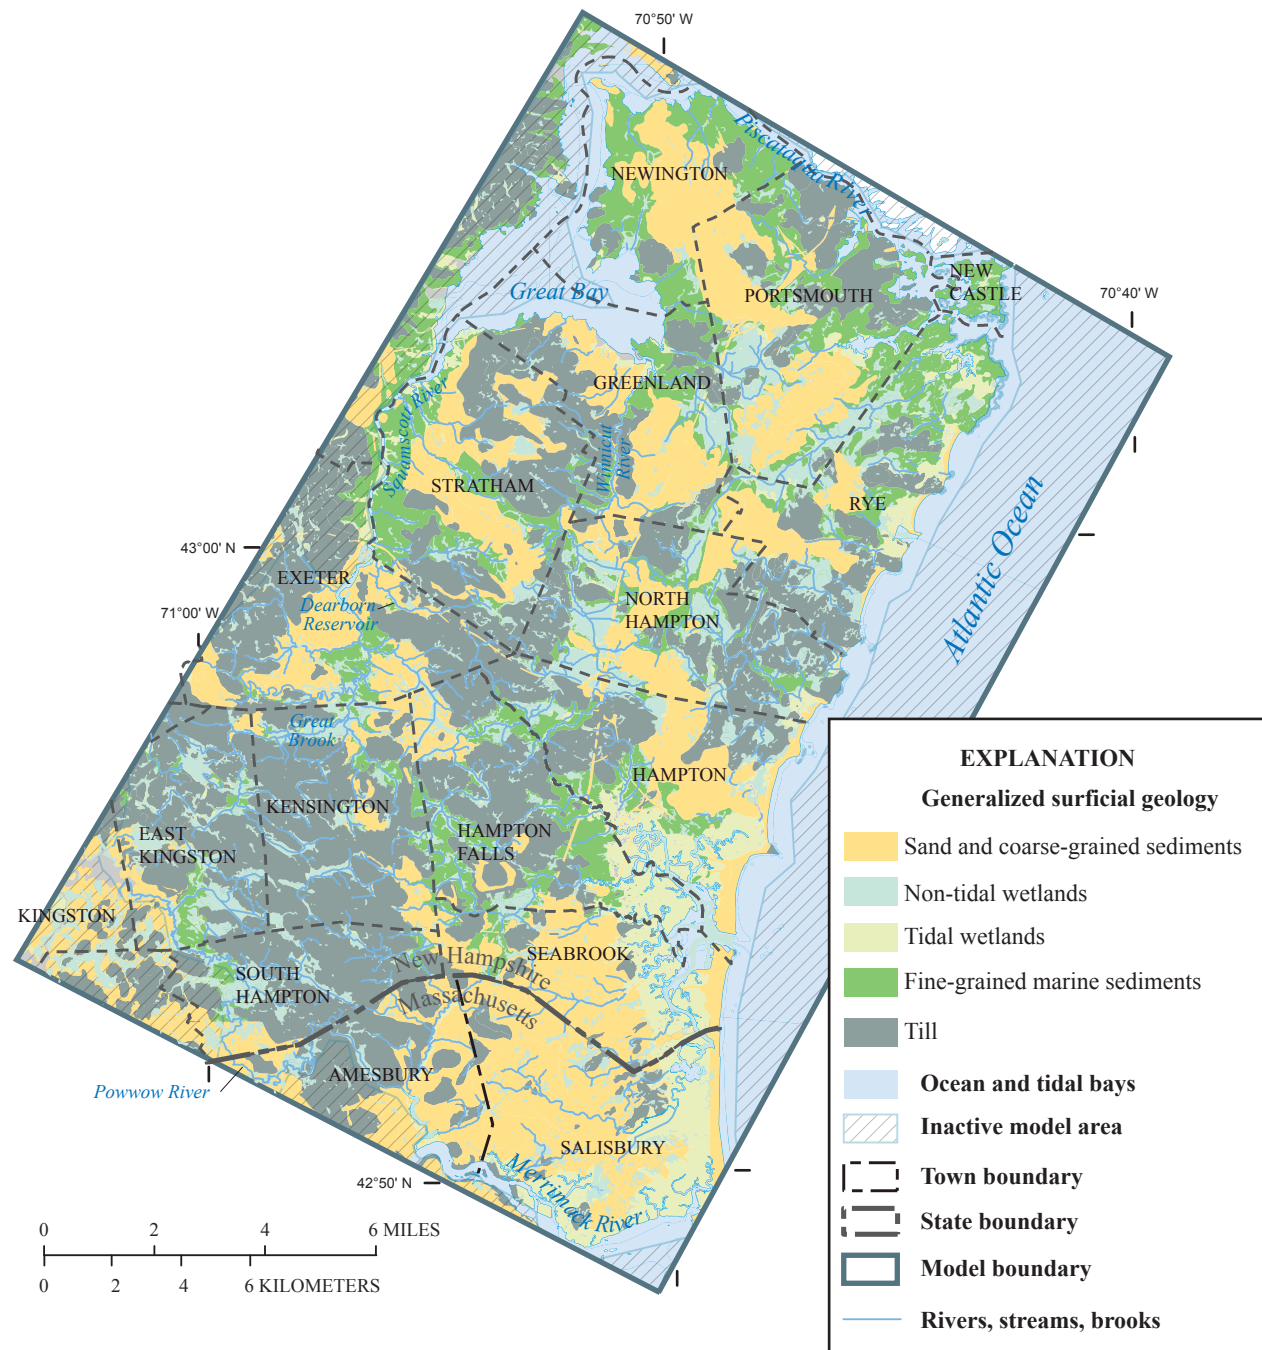 70°50' W
Piscataqua River
NEWINGTON
NEW
CASTLE
70°40' W
Great Bay
PORTSMOUTH
GREENLAND
Squamscott River
Winnicut
River
STRATHAM
RYE
Atlantic Ocean
43°00' N
EXETER
Dearborn
Reservoir
71°00' W
NORTH
HAMPTON
Great
Brook
HAMPTON
KENSINGTON
EAST
KINGSTON
HAMPTON
FALLS
KINGSTON
SEABROOK
New Hampshire
SOUTH
HAMPTON
Massachusetts
AMESBURY
Powwow River
SALISBURY
Merrimack River
42°50' N
0 2 4 6 MILES
0 2 4 6 KILOMETERS
EXPLANATION
Generalized surficial geology
Sand and coarse-grained sediments
Non-tidal wetlands
Tidal wetlands
Fine-grained marine sediments
Till
Ocean and tidal bays
Inactive model area
Town boundary
State boundary
Model boundary
Rivers, streams, brooks